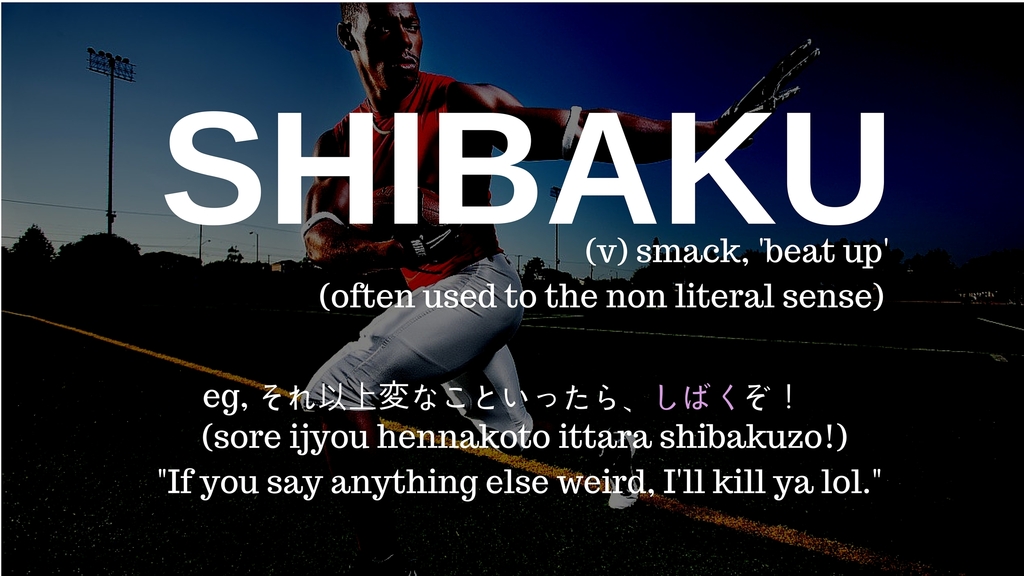 SHIBAKU
(v) smack, 'beat up'
(often used to the non literal sense)
eg, それ以上変なこといったら、しばくぞ！
(sore ijyou hennakoto ittara shibakuzo!)
"If you say anything else weird, I'll kill ya lol."